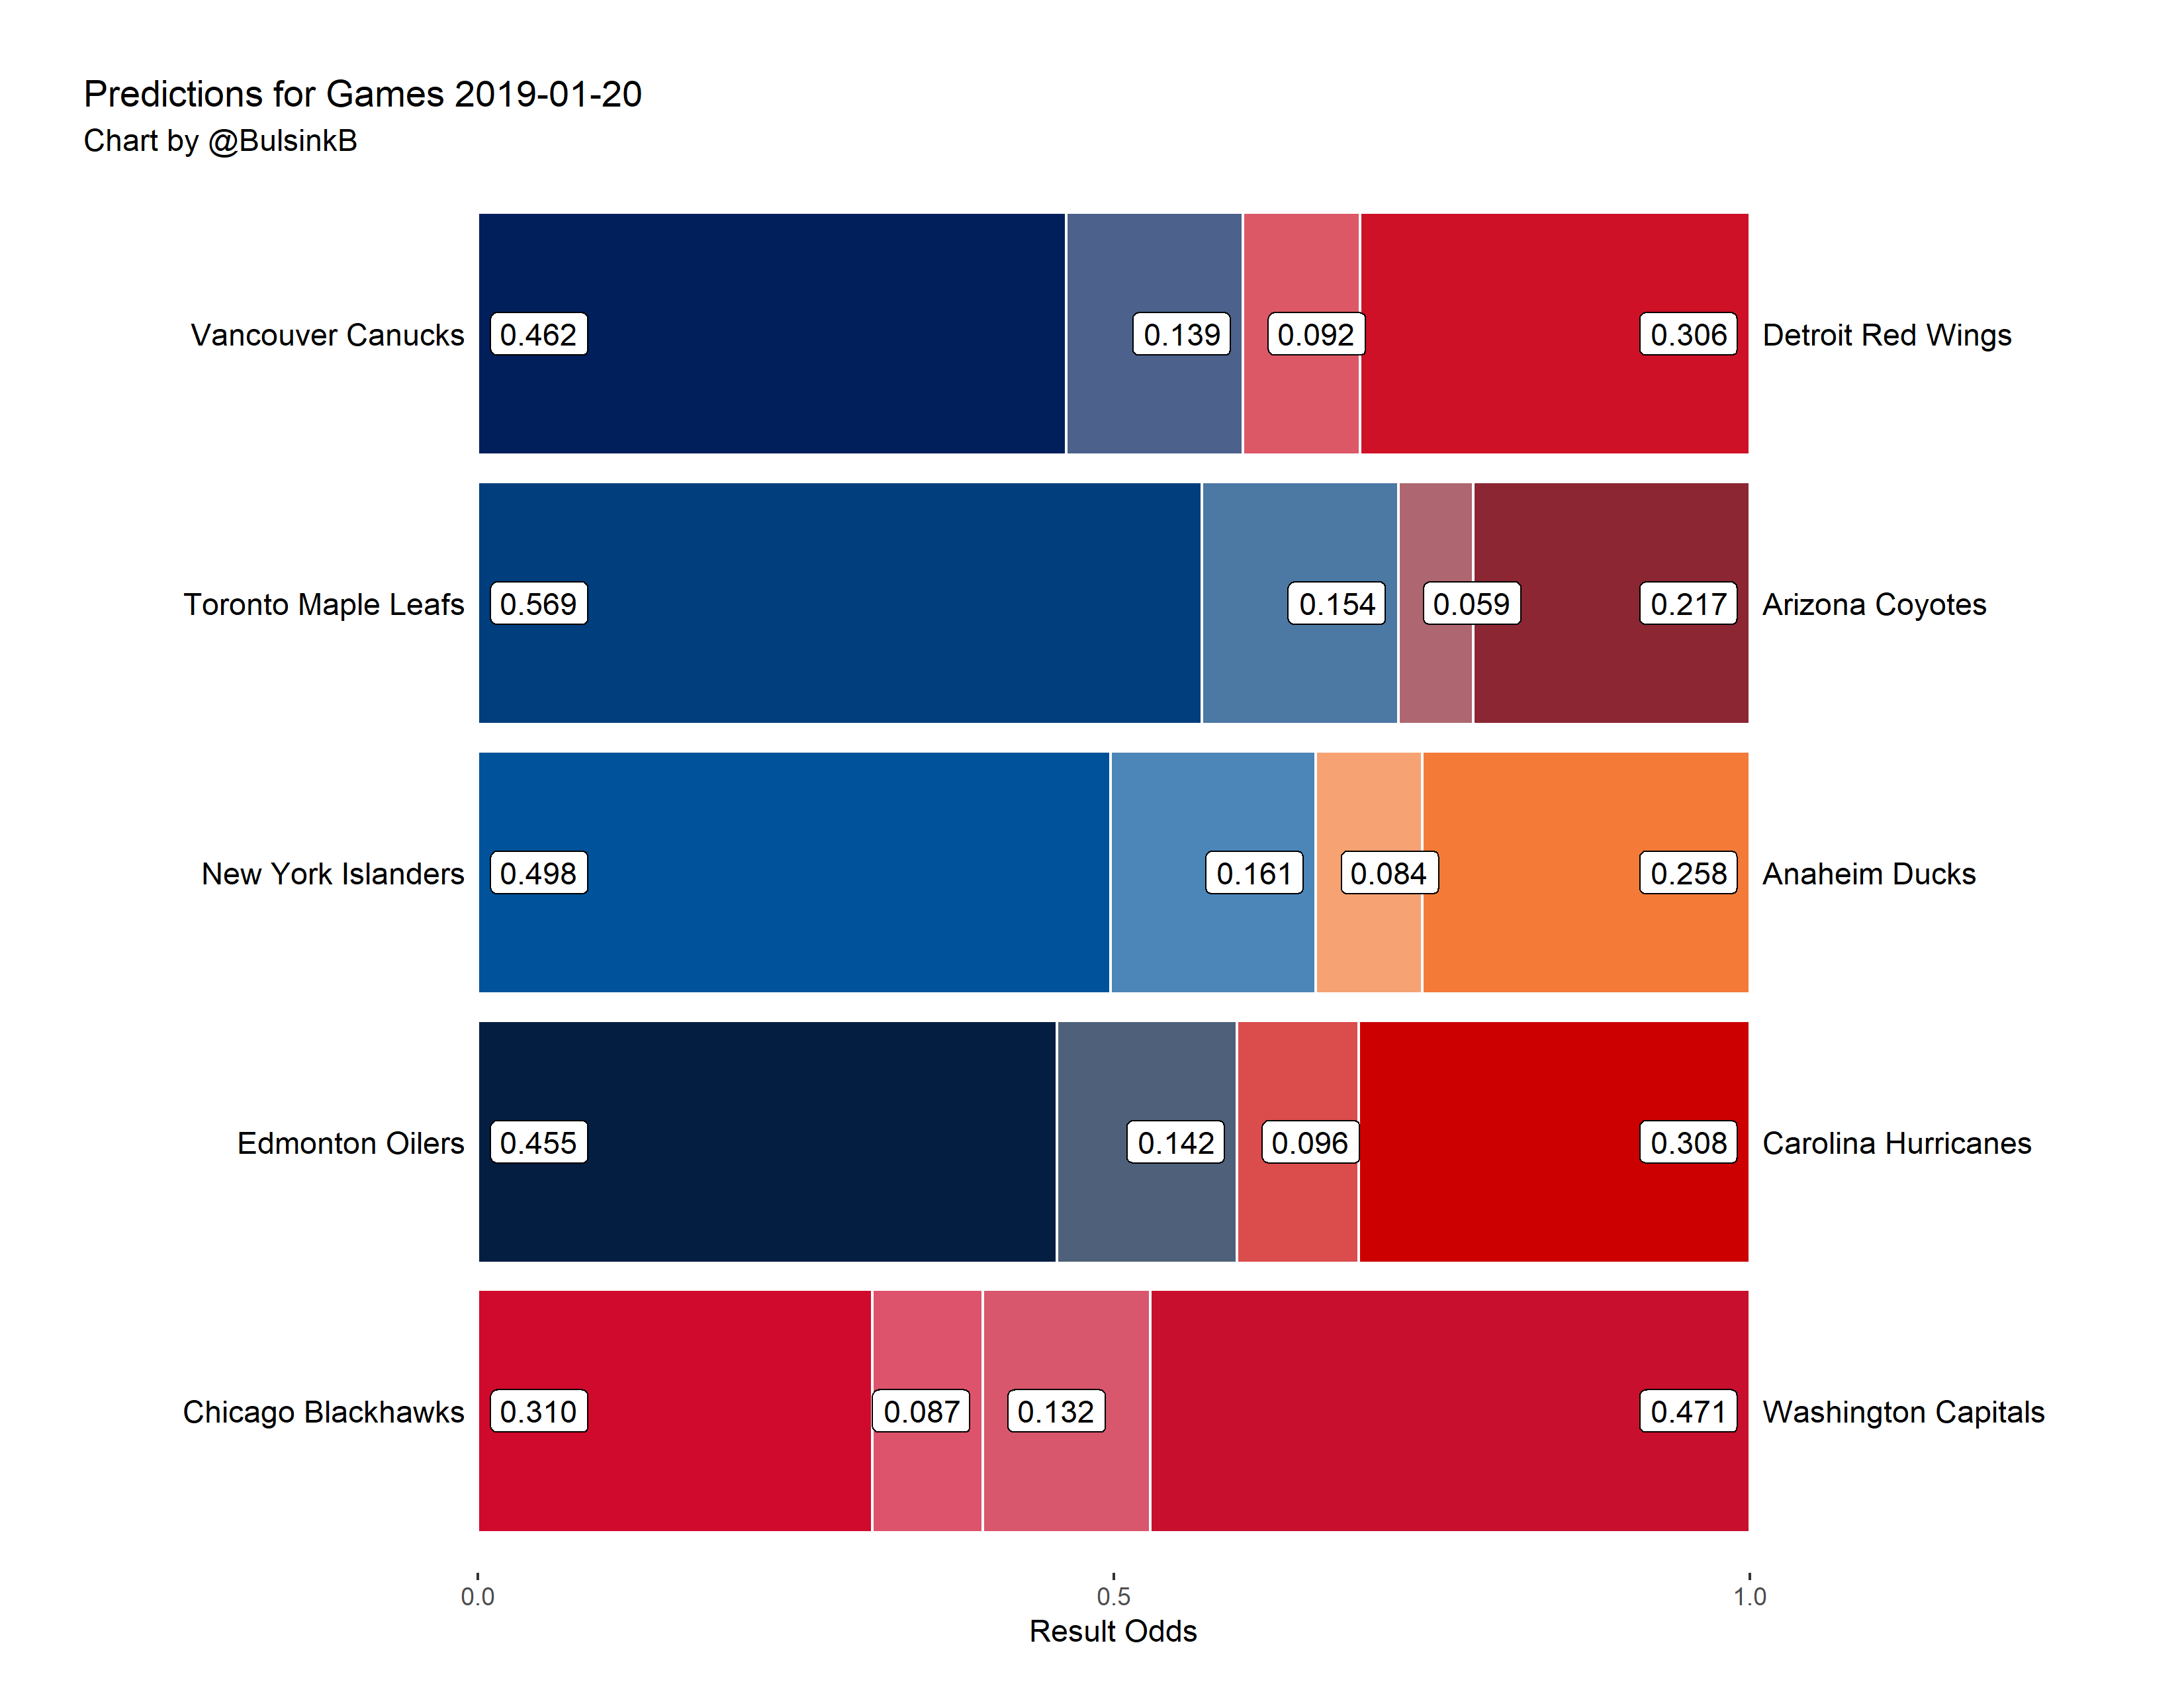 Predictions for Games 2019-01-20
Chart by @BulsinkB
Vancouver Canucks 0.462 0.139 0.092 0.306 Detroit Red Wings
Toronto Maple Leafs 0.569 0.154 0.059 0.217 Arizona Coyotes
New York Islanders 0.498 0.161 0.084 0.258 Anaheim Ducks
Edmonton Oilers 0.455 0.142 0.096 0.308 Carolina Hurricanes
Chicago Blackhawks 0.310 0.087 0.132 0.471 Washington Capitals
0.0 0.5 1.0
Result Odds